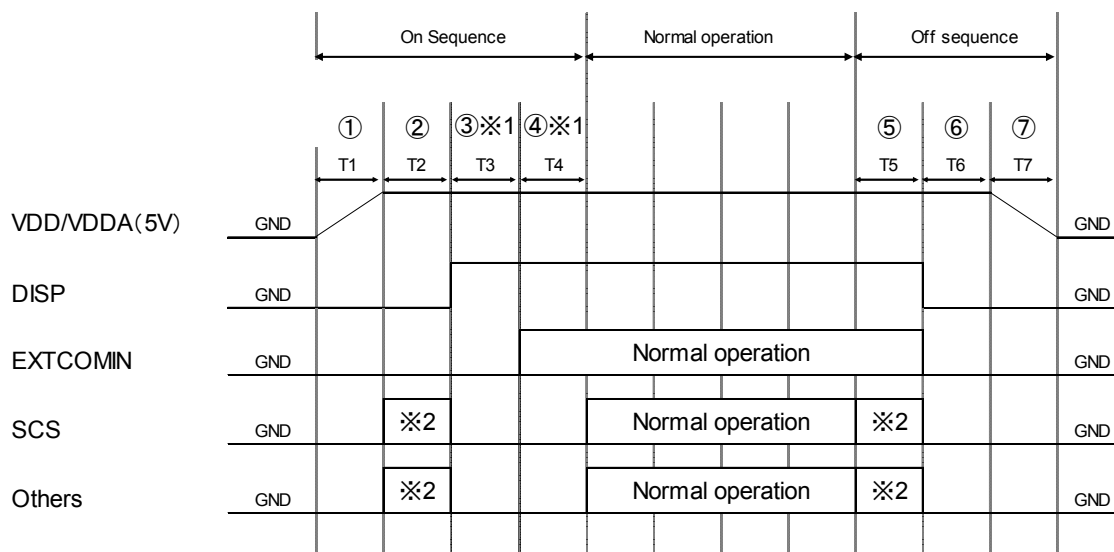 On Sequence Normal operation Off sequence
① ② ③※1 ④※1 ⑤ ⑥ ⑦
T1 T2 T3 T4 T5 T6 T7
VDD/VDDA(5V) GND GND
DISP GND GND
EXTCOMIN GND Normal operation GND
SCS GND ※2 Normal operation ※2 GND
Others GND ※2 Normal operation ※2 GND